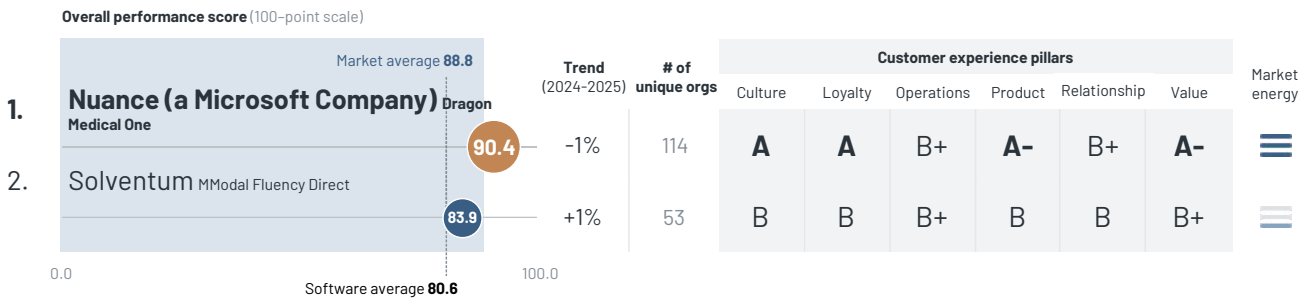 Overall performance score (100-point scale)
Market average 88.8
Trend
(2024-2025)
# of
unique orgs
Customer experience pillars
Culture Loyalty Operations Product Relationship Value
Market
energy
1. Nuance (a Microsoft Company) Dragon
Medical One
90.4 -1% 114 A A B+ A- B+ A-
2. Solventum MModal Fluency Direct
83.9 +1% 53 B B B+ B B B+
0.0 100.0
Software average 80.6